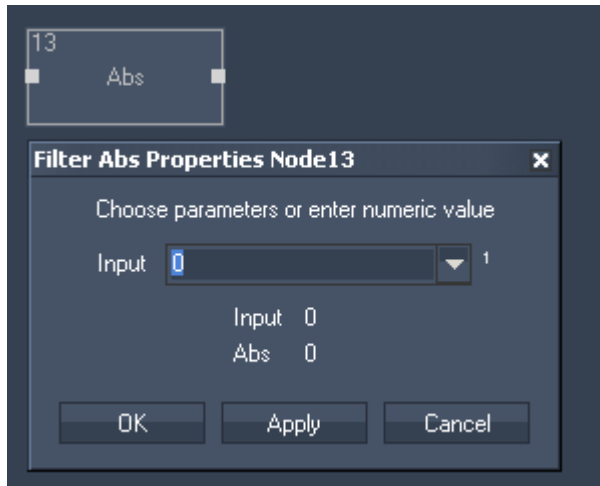 13
Abs
Filter Abs Properties Node13
Choose parameters or enter numeric value
Input 0 1
Input 0
Abs 0
OK Apply Cancel